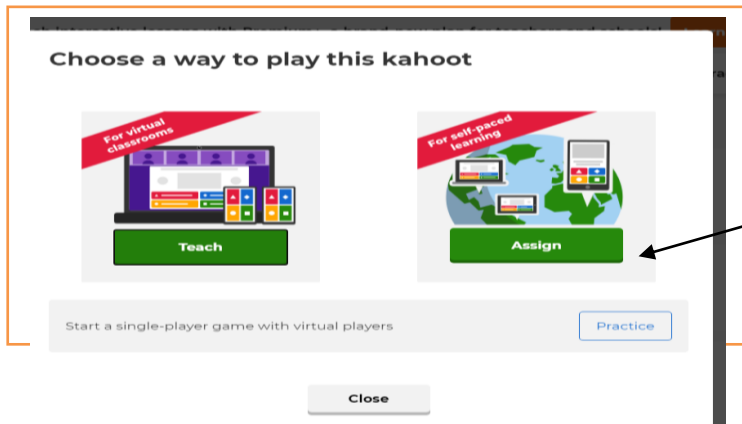 Choose a way to play this kahoot
For virtual
classrooms
For self-paced
learning
Teach
Assign
Start a single-player game with virtual players
Practice
Close